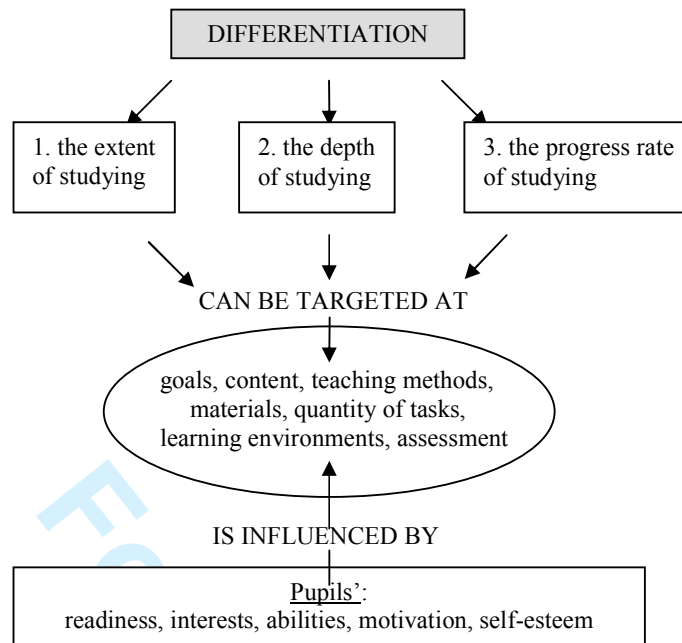 DIFFERENTIATION
1. the extent
of studying
2. the depth
of studying
3. the progress rate
of studying
CAN BE TARGETED AT
goals, content, teaching methods,
materials, quantity of tasks,
learning environments, assessment
IS INFLUENCED BY
Pupils’:
readiness, interests, abilities, motivation, self-esteem